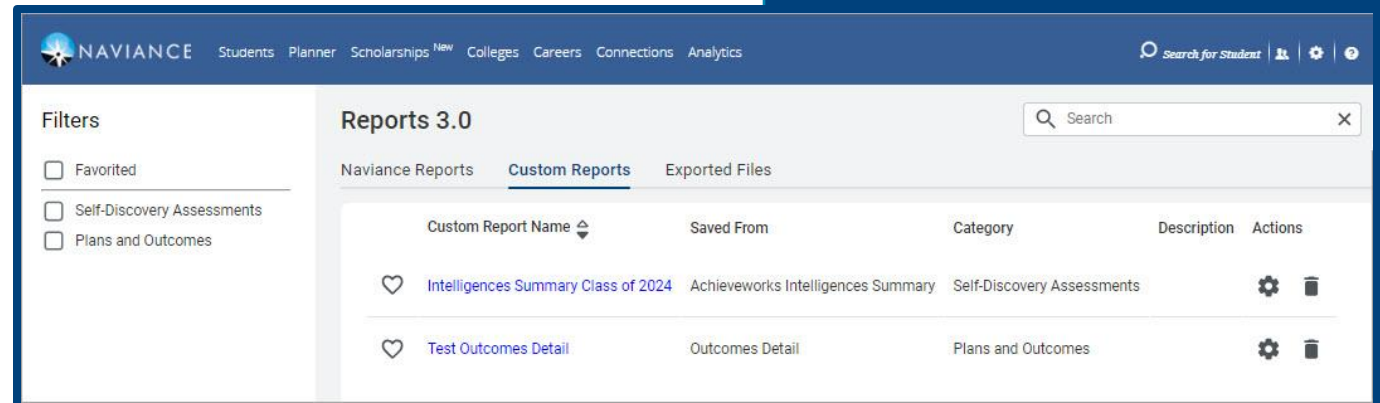 NAVIANCE Students Planner Scholarships New Colleges Careers Connections Analytics Search for Student
Filters
Favorited
Self-Discovery Assessments
Plans and Outcomes
Reports 3.0
Search
Naviance Reports Custom Reports Exported Files
Custom Report Name Saved From Category Description Actions
Intelligences Summary Class of 2024 Achieveworks Intelligences Summary Self-Discovery Assessments
Test Outcomes Detail Outcomes Detail Plans and Outcomes